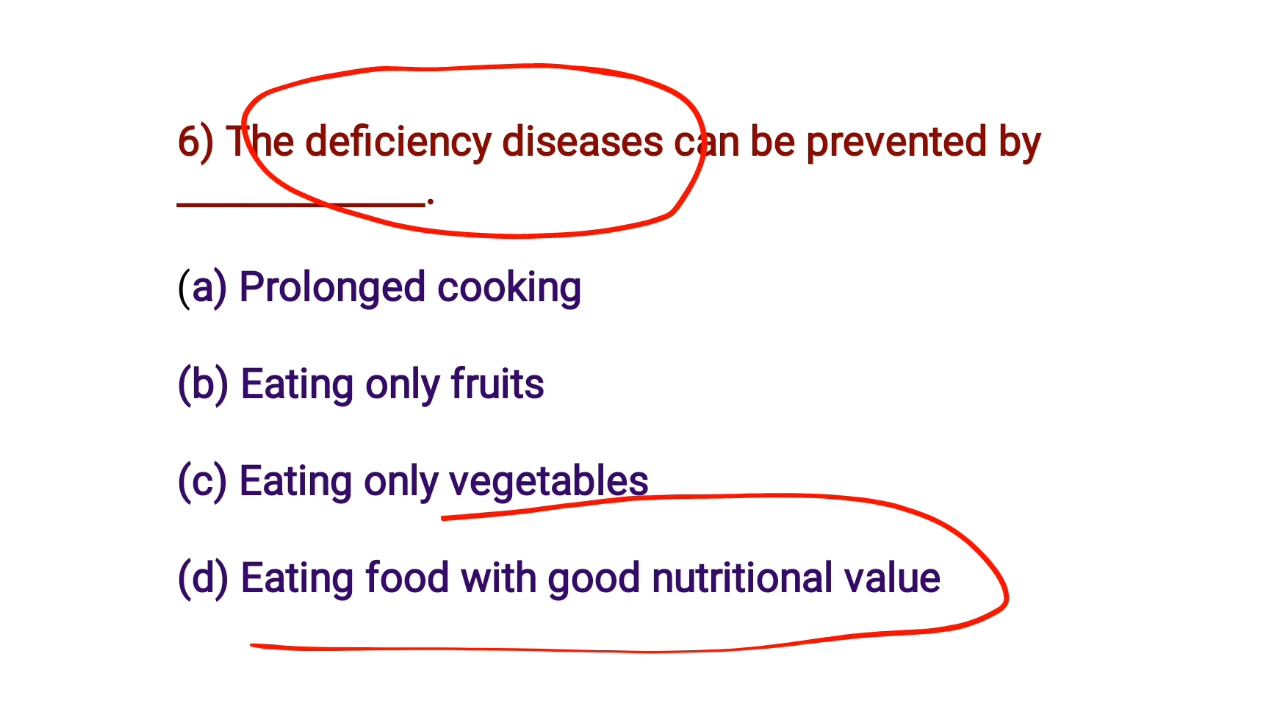 6) The deficiency diseases can be prevented by
____________.
(a) Prolonged cooking
(b) Eating only fruits
(c) Eating only vegetables
(d) Eating food with good nutritional value